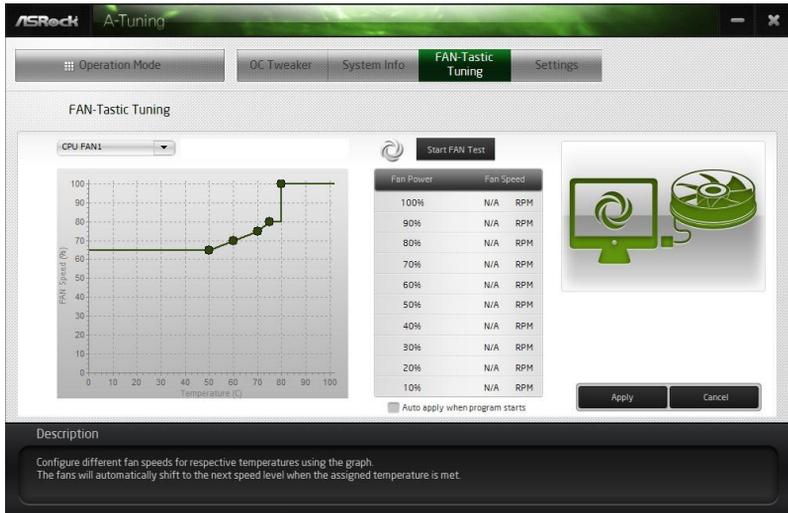 ASRock A-Tuning
Operation Mode
OC Tweaker
System Info
FAN-Tastic Tuning
Settings
FAN-Tastic Tuning
CPU FAN1
Start FAN Test
FAN Speed (%)
100
90
80
70
60
50
40
30
20
10
0
0 10 20 30 40 50 60 70 80 90 100
Temperature (C)
Fan Power Fan Speed
100% N/A RPM
90% N/A RPM
80% N/A RPM
70% N/A RPM
60% N/A RPM
50% N/A RPM
40% N/A RPM
30% N/A RPM
20% N/A RPM
10% N/A RPM
Auto apply when program starts
Apply
Cancel
Description
Configure different fan speeds for respective temperatures using the graph.
The fans will automatically shift to the next speed level when the assigned temperature is met.